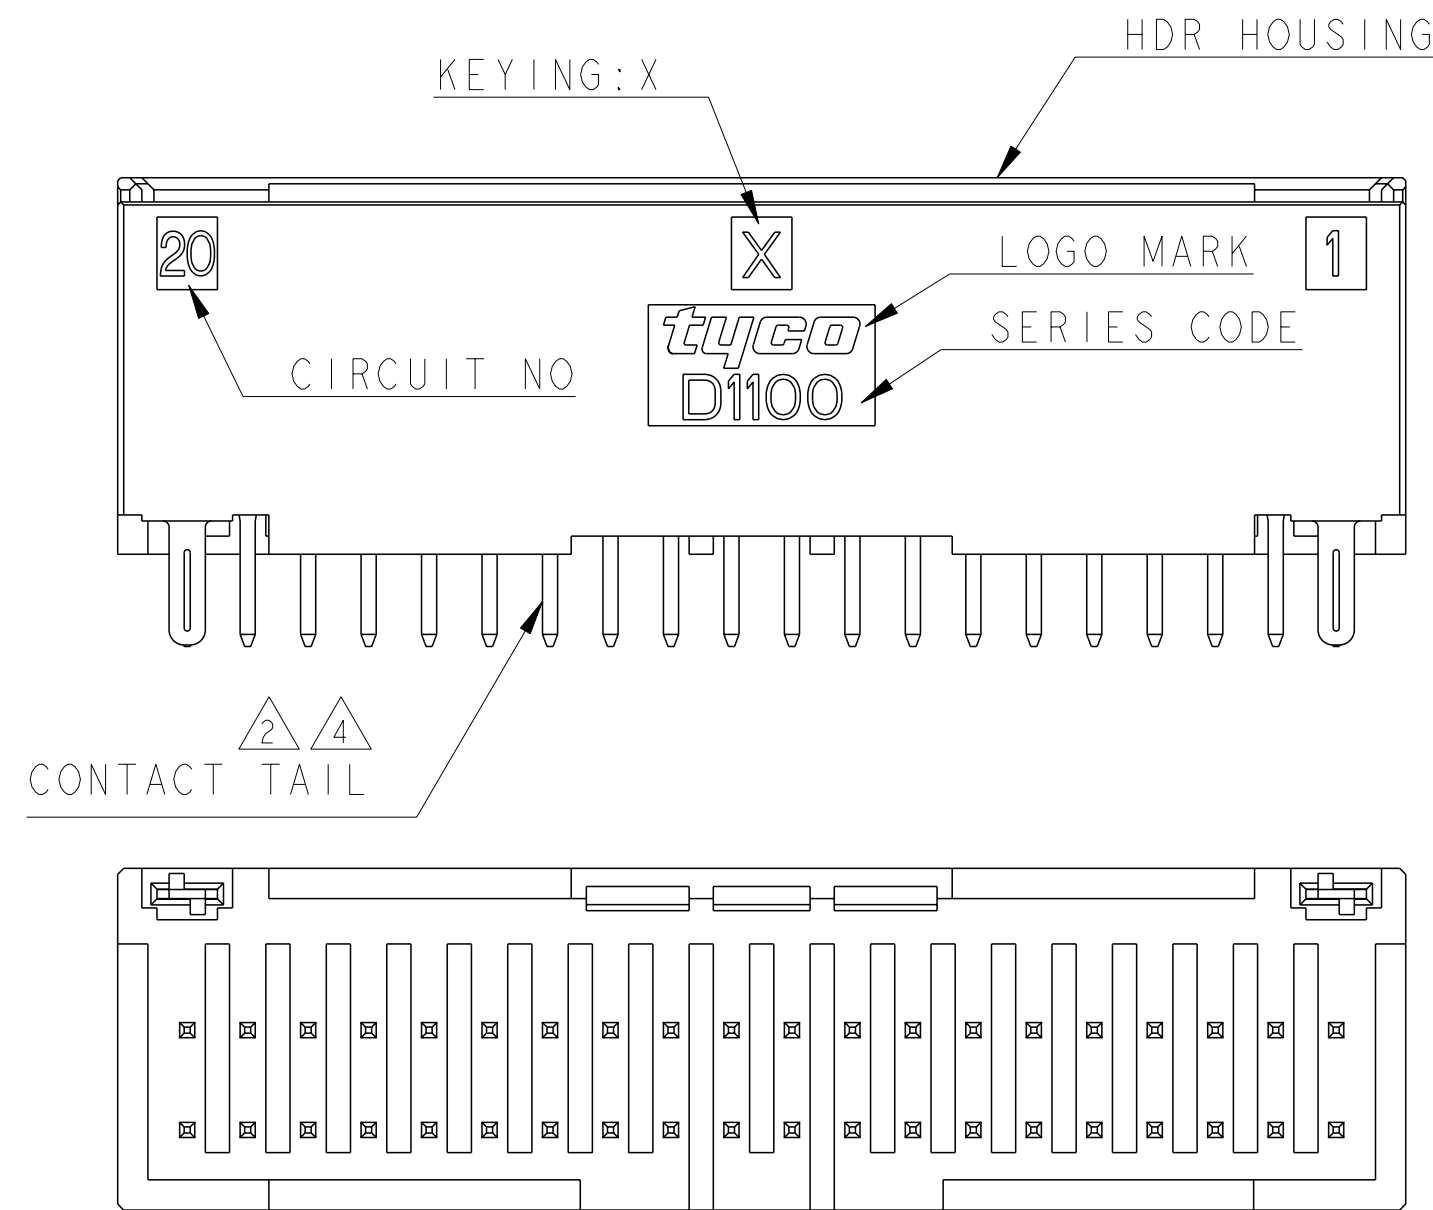 HDR HOUSING
KEYING:X
20
X
1
LOGO MARK
tyco
SERIES CODE
CIRCUIT NO
D1100
2 4
CONTACT TAIL